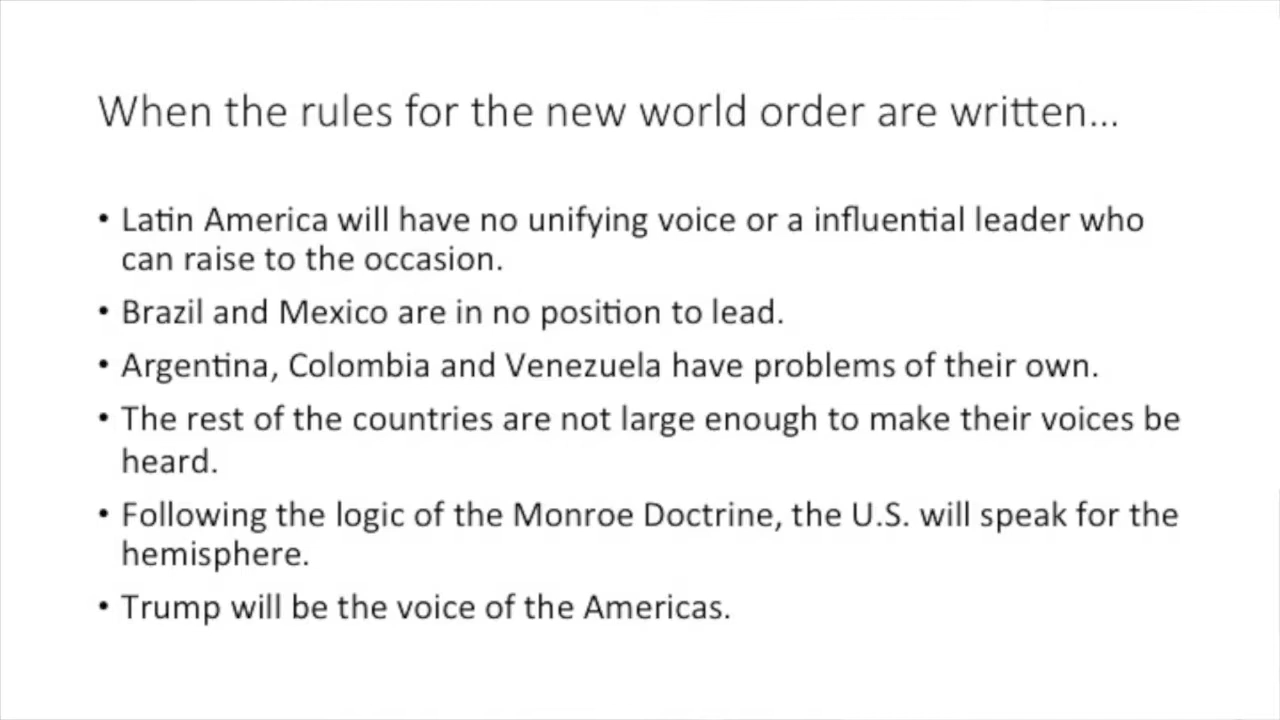 When the rules for the new world order are written...
• Latin America will have no unifying voice or a influential leader who
can raise to the occasion.
• Brazil and Mexico are in no position to lead.
• Argentina, Colombia and Venezuela have problems of their own.
• The rest of the countries are not large enough to make their voices be
heard.
• Following the logic of the Monroe Doctrine, the U.S. will speak for the
hemisphere.
• Trump will be the voice of the Americas.